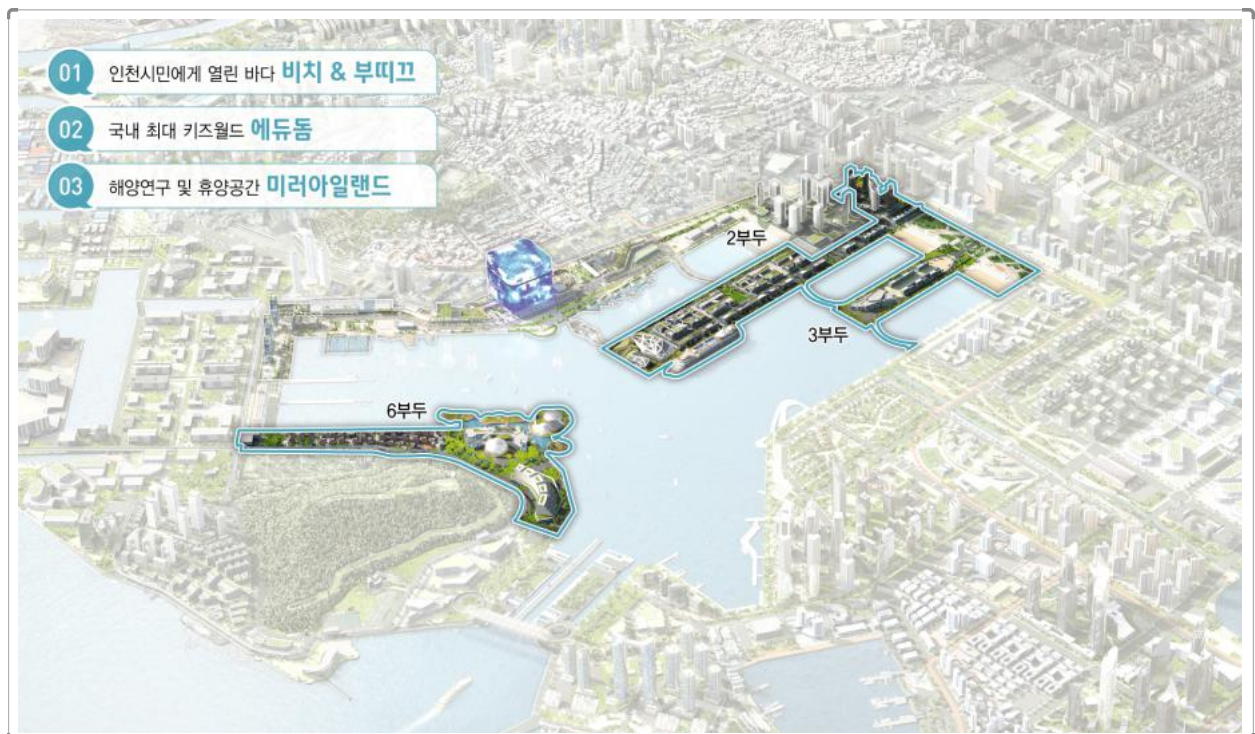 01 인천시민에게 열린 바다 비치 & 부띠끄
02 국내 최대 키즈월드 에듀돔
03 해양연구 및 휴양공간 미러아일랜드
2부두
3부두
6부두